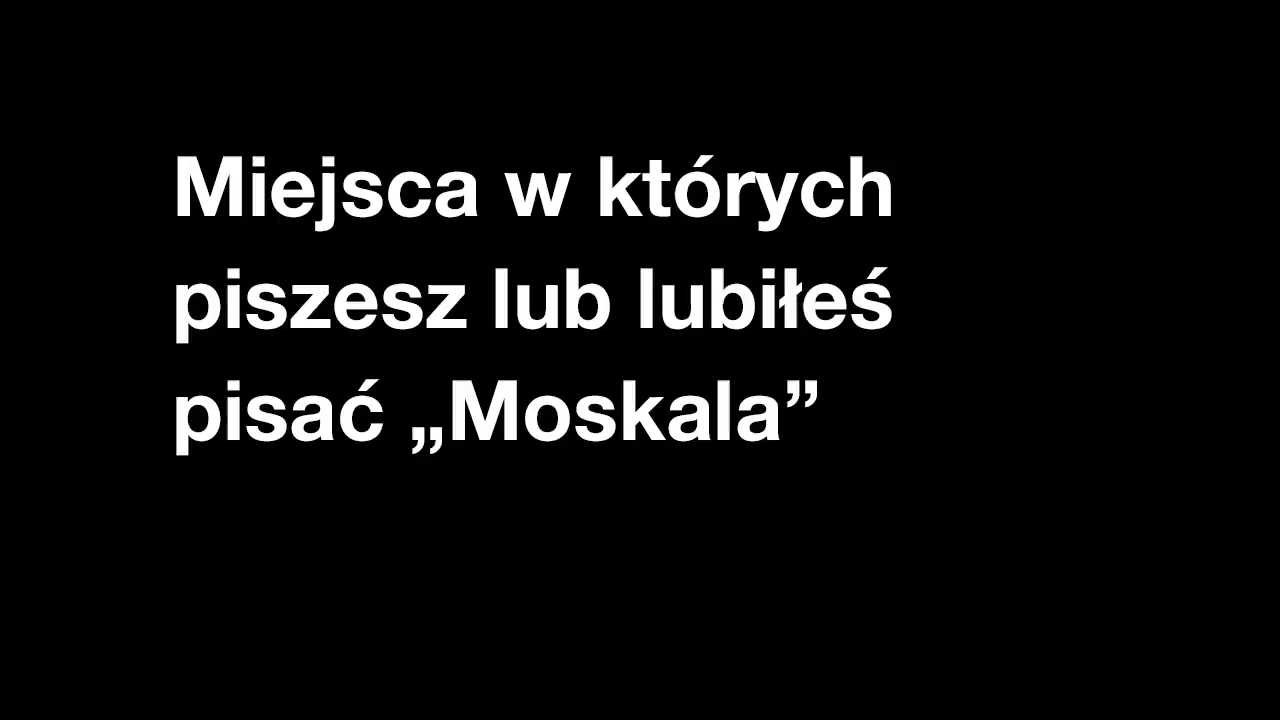 Miejsca w których
piszesz lub lubiłeś
pisać „Moskala”